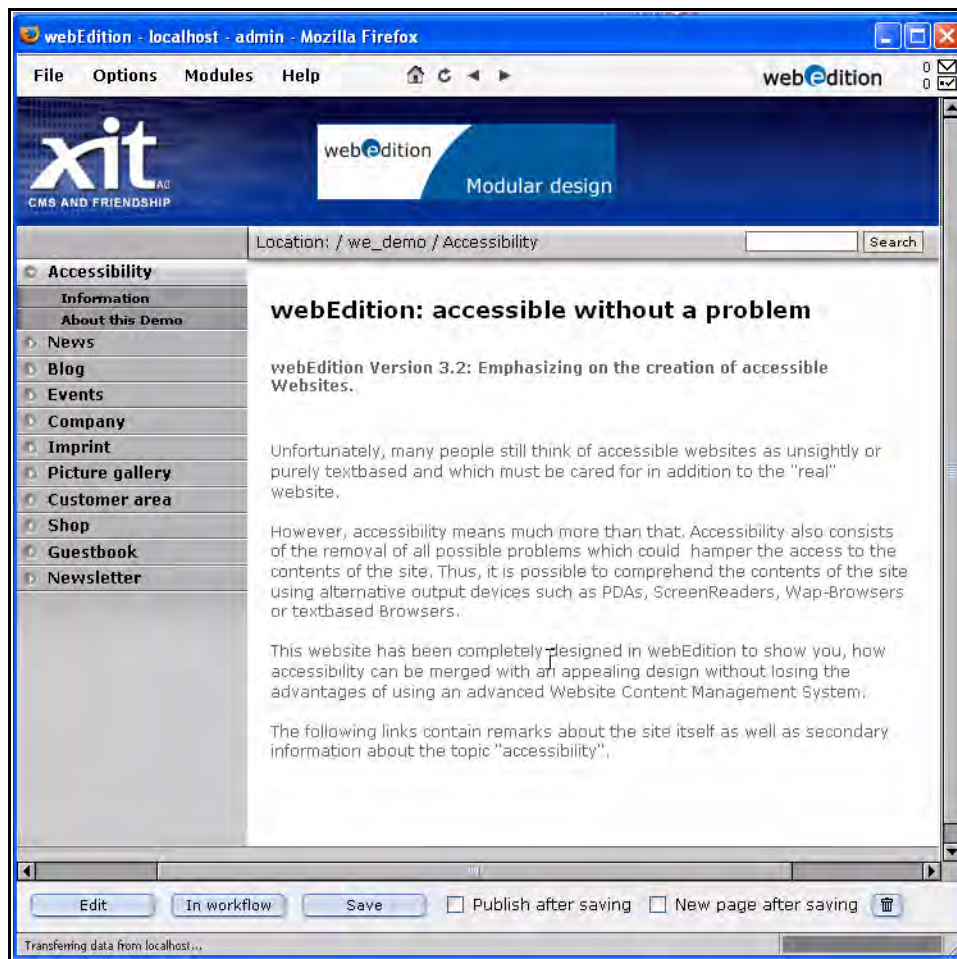 webEdition - localhost - admin - Mozilla Firefox
File Options Modules Help
webEdition
0
0
xit AG
CMS AND FRIENDSHIP
webEdition
Modular design
Location: / we_demo / Accessibility
Search
Accessibility
Information
About this Demo
News
Blog
Events
Company
Imprint
Picture gallery
Customer area
Shop
Guestbook
Newsletter
webEdition: accessible without a problem
webEdition Version 3.2: Emphasizing on the creation of accessible
Websites.
Unfortunately, many people still think of accessible websites as unsightly or
purely textbased and which must be cared for in addition to the "real"
website.
However, accessibility means much more than that. Accessibility also consists
of the removal of all possible problems which could hamper the access to the
contents of the site. Thus, it is possible to comprehend the contents of the site
using alternative output devices such as PDAs, ScreenReaders, Wap-Browsers
or textbased Browsers.
This website has been completely designed in webEdition to show you, how
accessibility can be merged with an appealing design without losing the
advantages of using an advanced Website Content Management System.
The following links contain remarks about the site itself as well as secondary
information about the topic "accessibility".
Edit In workflow Save Publish after saving New page after saving
Transferring data from localhost...